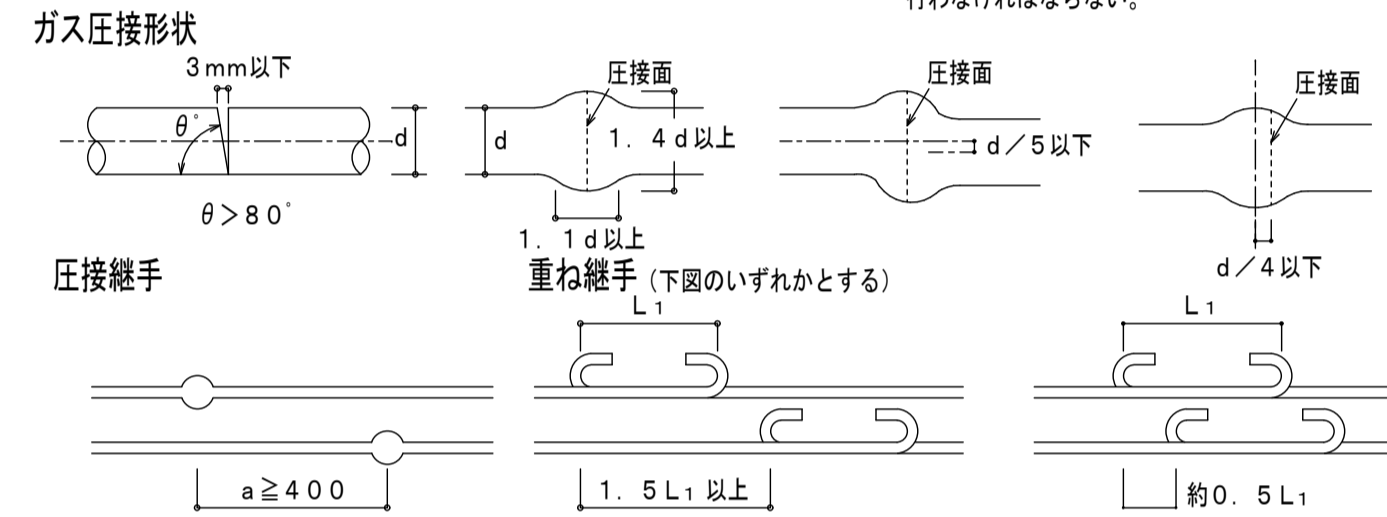 行わなければならない。
ガス圧接形状
3mm以下
θ°
d
θ>80°
圧接面
d
1.4d以上
1.1d以上
圧接面
d/5以下
圧接面
d/4以下
圧接継手
a≧400
重ね継手(下図のいずれかとする)
L1
1.5L1以上
L1
約0.5L1